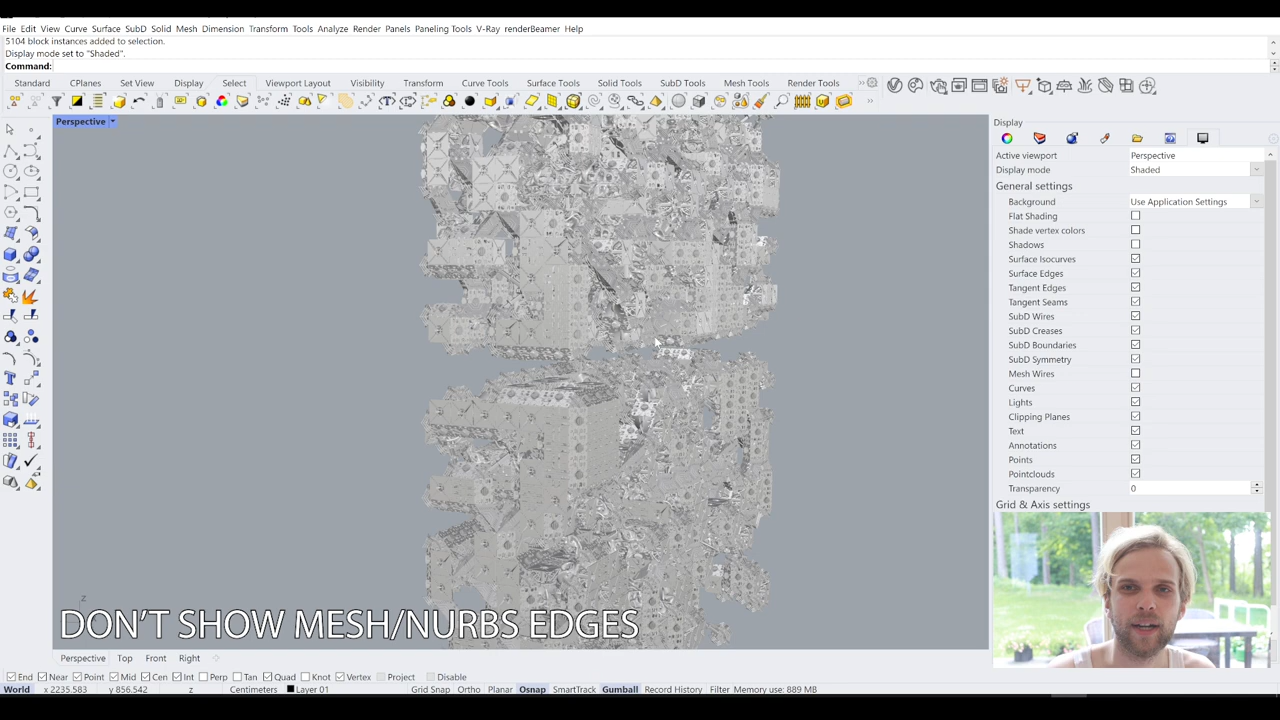 File Edit View Curve Surface SubD Solid Mesh Dimension Transform Tools Analyze Render Panels Paneling Tools V-Ray renderBeamer Help
5104 block instances added to selection.
Display mode set to "Shaded".
Command:
Standard CPlanes Set View Display Select Viewport Layout Visibility Transform Curve Tools Surface Tools Solid Tools SubD Tools Mesh Tools Render Tools
Perspective
Display
Active viewport Perspective
Display mode Shaded
General settings
Background Use Application Settings
Flat Shading
Shade vertex colors
Shadows
Surface Isocurves
Surface Edges
Tangent Edges
Tangent Seams
SubD Wires
SubD Creases
SubD Boundaries
SubD Symmetry
Mesh Wires
Curves
Lights
Clipping Planes
Text
Annotations
Points
Pointclouds
Transparency 0
Grid & Axis settings
z
DON'T SHOW MESH/NURBS EDGES
Perspective Top Front Right
End Near Point Mid Cen Int Perp Tan Quad Knot Vertex Project Disable
World x 2235.583 y 856.542 z Centimeters Layer 01 Grid Snap Ortho Planar Osnap SmartTrack Gumball Record History Filter Memory use: 889 MB